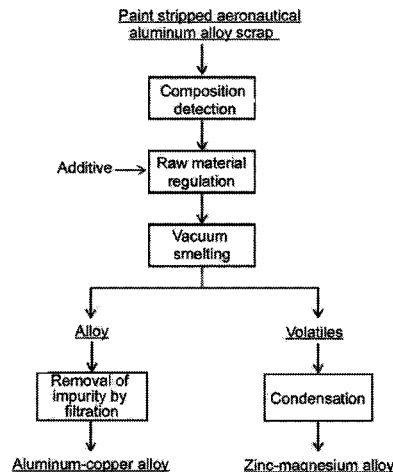 Paint stripped aeronautical
aluminum alloy scrap
Composition
detection
Additive
Raw material
regulation
Vacuum
smelting
Alloy
Volatiles
Removal of
impurity by
filtration
Condensation
Aluminum-copper alloy
Zinc-magnesium alloy